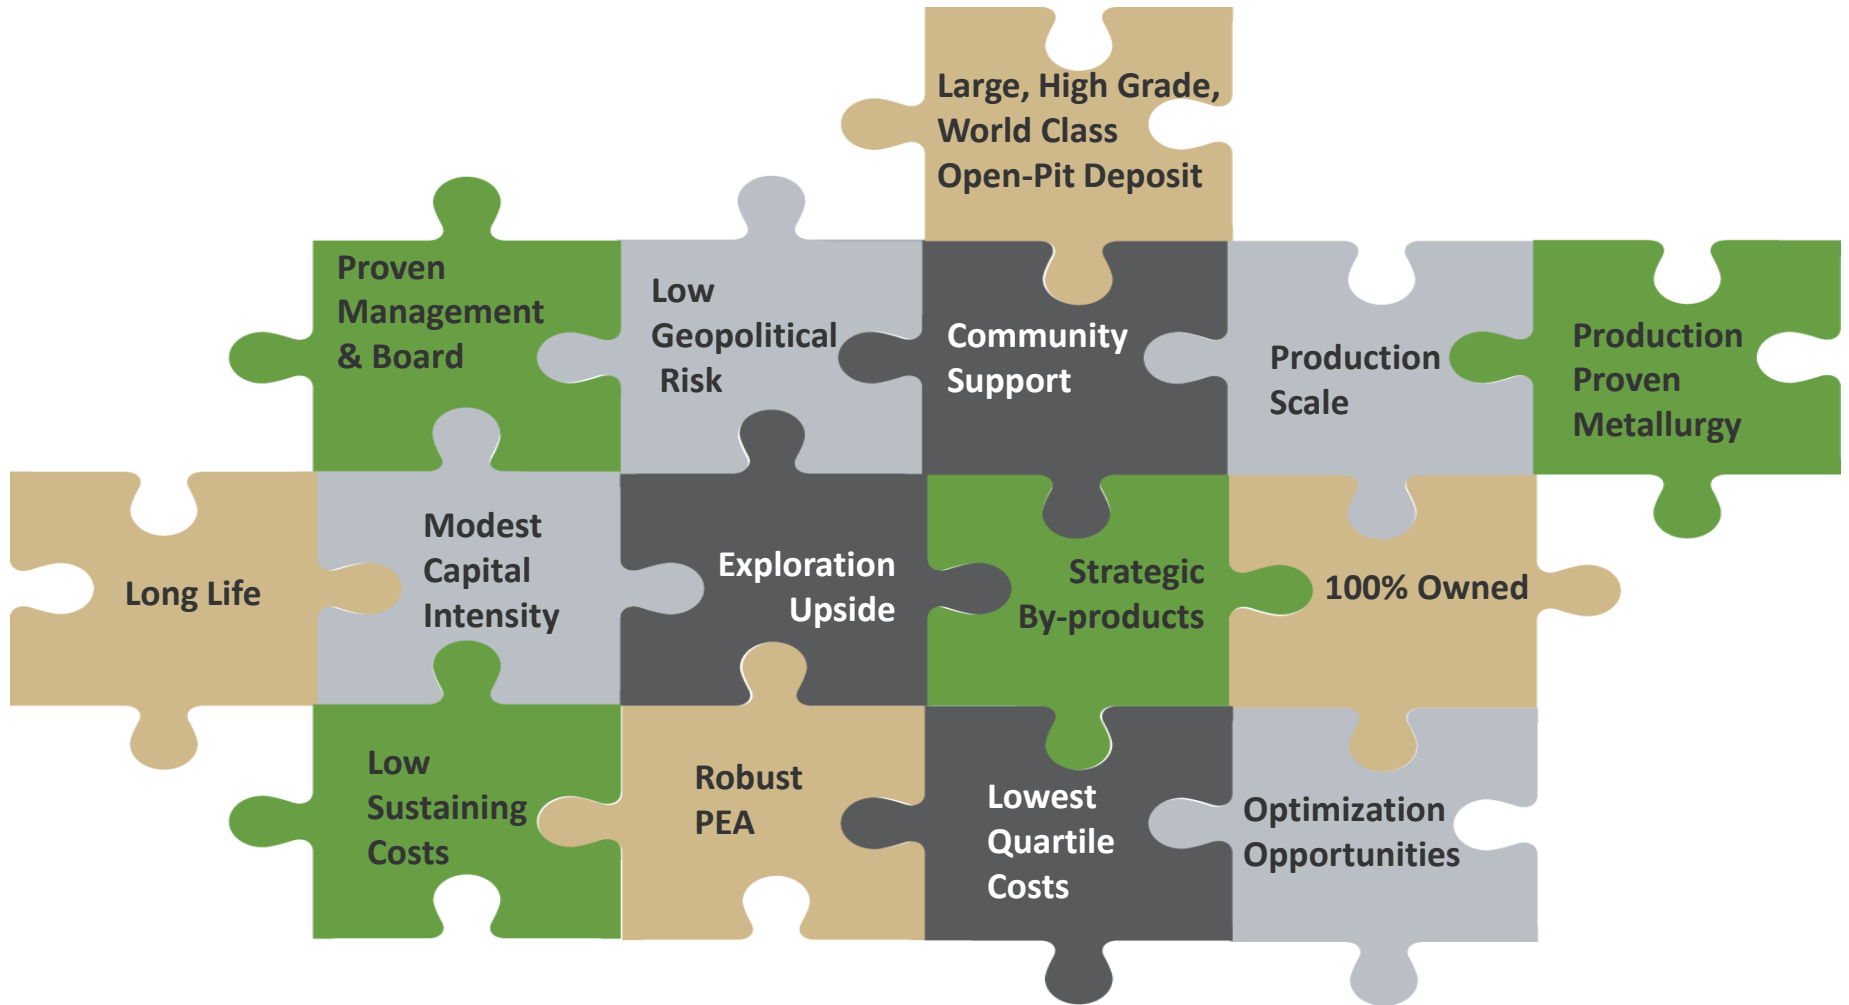 Large, High Grade,
World Class
Open-Pit Deposit
Proven
Management
& Board
Low
Geopolitical
Risk
Community
Support
Production
Scale
Production
Proven
Metallurgy
Long Life
Modest
Capital
Intensity
Exploration
Upside
Strategic
By-products
100% Owned
Low
Sustaining
Costs
Robust
PEA
Lowest
Quartile
Costs
Optimization
Opportunities